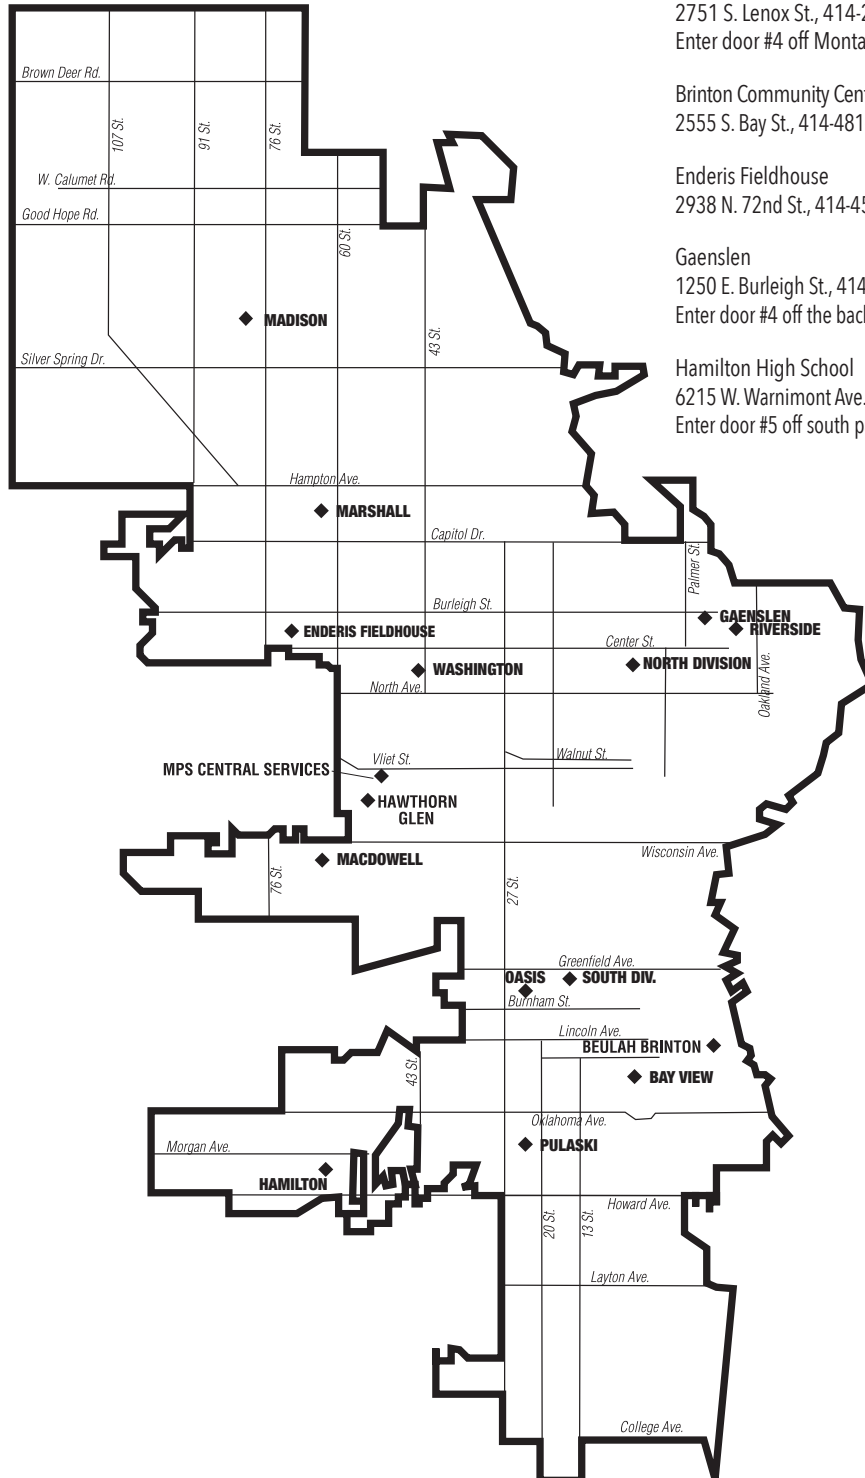 2751 S. Lenox St., 414-2
Enter door #4 off Monta
Brinton Community Cent
2555 S. Bay St., 414-481
Enderis Fieldhouse
2938 N. 72nd St., 414-45
Gaenslen
1250 E. Burleigh St., 414
Enter door #4 off the bac
Hamilton High School
6215 W. Warnimont Ave.
Enter door #5 off south p
Brown Deer Rd.
107 St.
91 St.
76 St.
W. Calumet Rd.
Good Hope Rd.
60 St.
43 St.
MADISON
Silver Spring Dr.
Hampton Ave.
MARSHALL
Capitol Dr.
Palmer St.
Burleigh St.
GAENSLEN
RIVERSIDE
ENDERIS FIELDHOUSE
Center St.
WASHINGTON
NORTH DIVISION
North Ave.
Oakland Ave.
Vliet St.
Walnut St.
MPS CENTRAL SERVICES
HAWTHORN
GLEN
Wisconsin Ave.
MACDOWELL
76 St.
27 St.
Greenfield Ave.
OASIS
SOUTH DIV.
Burnham St.
Lincoln Ave.
BEULAH BRINTON
43 St.
BAY VIEW
Oklahoma Ave.
Morgan Ave.
PULASKI
HAMILTON
Howard Ave.
20 St.
13 St.
Layton Ave.
College Ave.